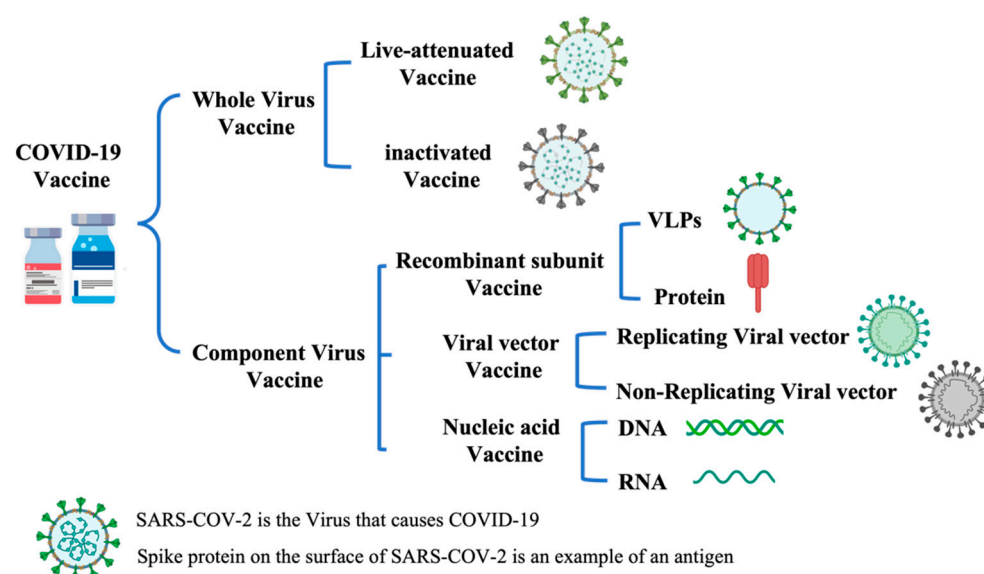 Live-attenuated
Vaccine
Whole Virus
Vaccine
COVID-19
Vaccine
inactivated
Vaccine
VLPs
Recombinant subunit
Vaccine
Protein
Component Virus
Vaccine
Viral vector
Vaccine
Replicating Viral vector
Non-Replicating Viral vector
Nucleic acid
Vaccine
DNA
RNA
SARS-COV-2 is the Virus that causes COVID-19
Spike protein on the surface of SARS-COV-2 is an example of an antigen